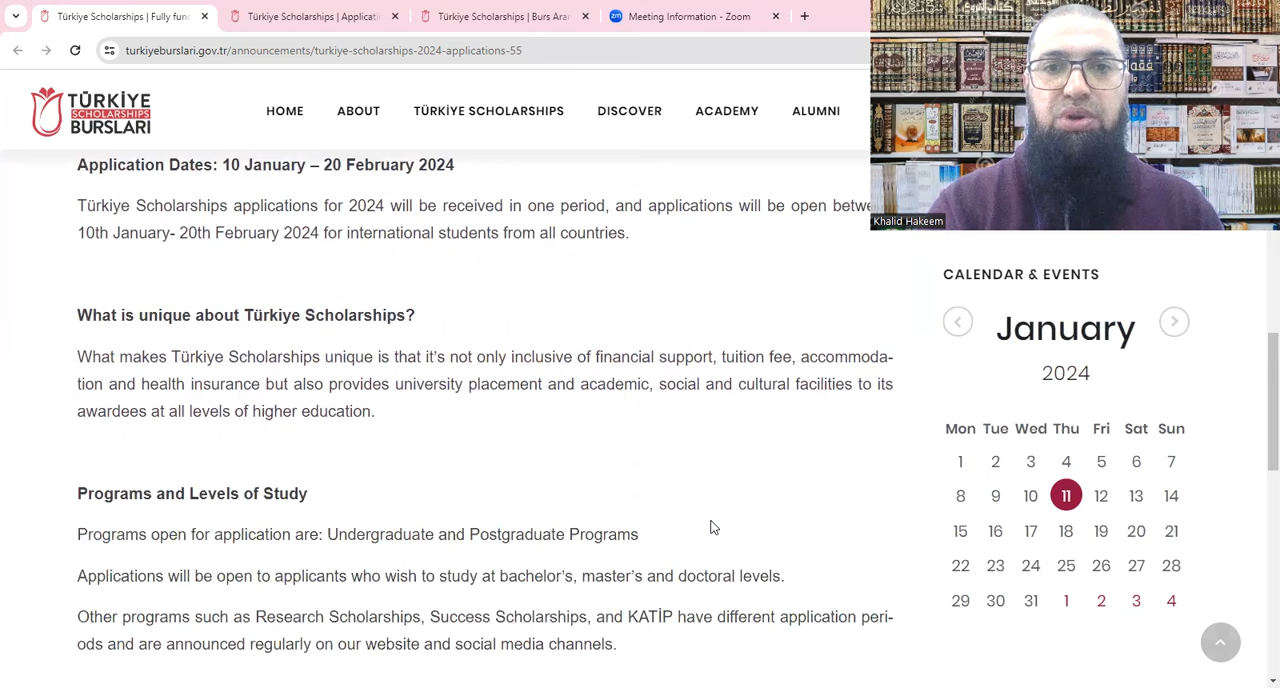 Türkiye Scholarships | Fully fun
Türkiye Scholarships | Applicati
Türkiye Scholarships | Burs Arar
zm
Meeting Information - Zoom
turkiyeburslari.gov.tr/announcements/turkiye-scholarships-2024-applications-55
TÜRKİYE
SCHOLARSHIPS
BURSLARI
HOME
ABOUT
TÜRKİYE SCHOLARSHIPS
DISCOVER
ACADEMY
ALUMNI
Khalid Hakeem
Application Dates: 10 January – 20 February 2024
Türkiye Scholarships applications for 2024 will be received in one period, and applications will be open betwe
10th January- 20th February 2024 for international students from all countries.
What is unique about Türkiye Scholarships?
What makes Türkiye Scholarships unique is that it’s not only inclusive of financial support, tuition fee, accommoda-
tion and health insurance but also provides university placement and academic, social and cultural facilities to its
awardees at all levels of higher education.
Programs and Levels of Study
Programs open for application are: Undergraduate and Postgraduate Programs
Applications will be open to applicants who wish to study at bachelor’s, master’s and doctoral levels.
Other programs such as Research Scholarships, Success Scholarships, and KATİP have different application peri-
ods and are announced regularly on our website and social media channels.
CALENDAR & EVENTS
January
2024
Mon Tue Wed Thu Fri Sat Sun
1 2 3 4 5 6 7
8 9 10 11 12 13 14
15 16 17 18 19 20 21
22 23 24 25 26 27 28
29 30 31 1 2 3 4